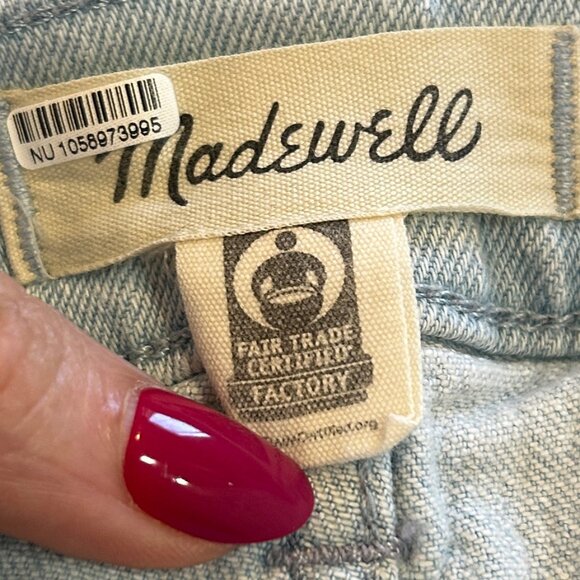 NU 1058973995
Madewell
FAIR TRADE
CERTIFIED
FACTORY